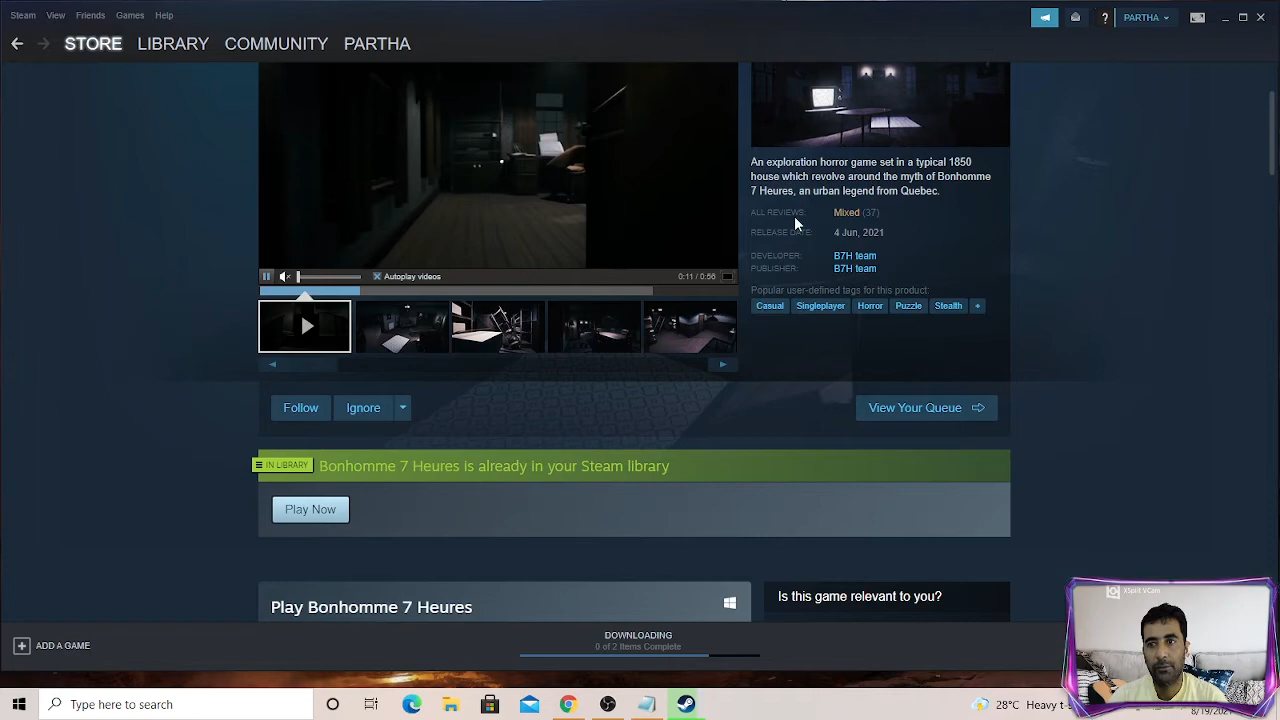 Steam View Friends Games Help
PARTHA
STORE LIBRARY COMMUNITY PARTHA
An exploration horror game set in a typical 1850
house which revolve around the myth of Bonhomme
7 Heures, an urban legend from Quebec.
ALL REVIEWS: Mixed (37)
RELEASE DATE: 4 Jun, 2021
DEVELOPER: B7H team
PUBLISHER: B7H team
Popular user-defined tags for this product:
Casual Singleplayer Horror Puzzle Stealth +
Autoplay videos 0:11 / 0:56
Follow Ignore View Your Queue
IN LIBRARY Bonhomme 7 Heures is already in your Steam library
Play Now
Play Bonhomme 7 Heures
Is this game relevant to you?
XSplit VCam
ADD A GAME
DOWNLOADING
0 of 2 Items Complete
Type here to search
28°C Heavy t-